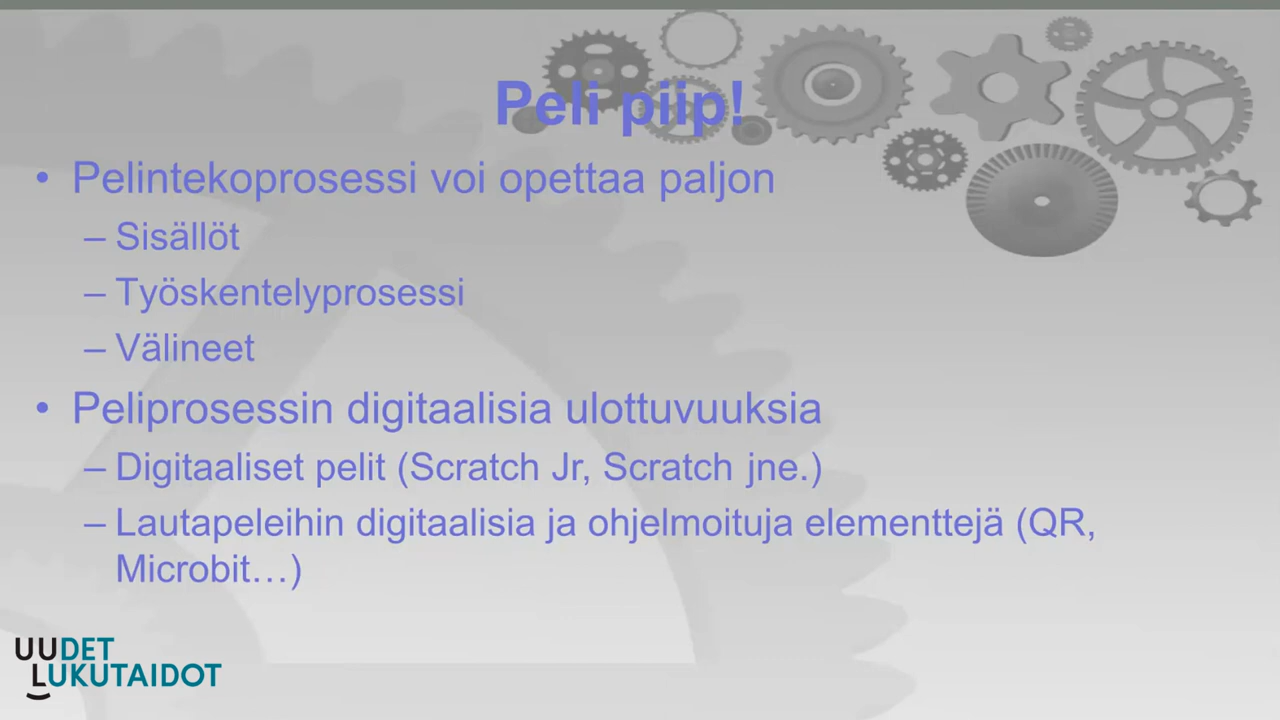 Peli piip!
• Pelintekoprosessi voi opettaa paljon
– Sisällöt
– Työskentelyprosessi
– Välineet
• Peliprosessin digitaalisia ulottuvuuksia
– Digitaaliset pelit (Scratch Jr, Scratch jne.)
– Lautapeleihin digitaalisia ja ohjelmoituja elementtejä (QR,
Microbit…)
UUDET
LUKUTAIDOT